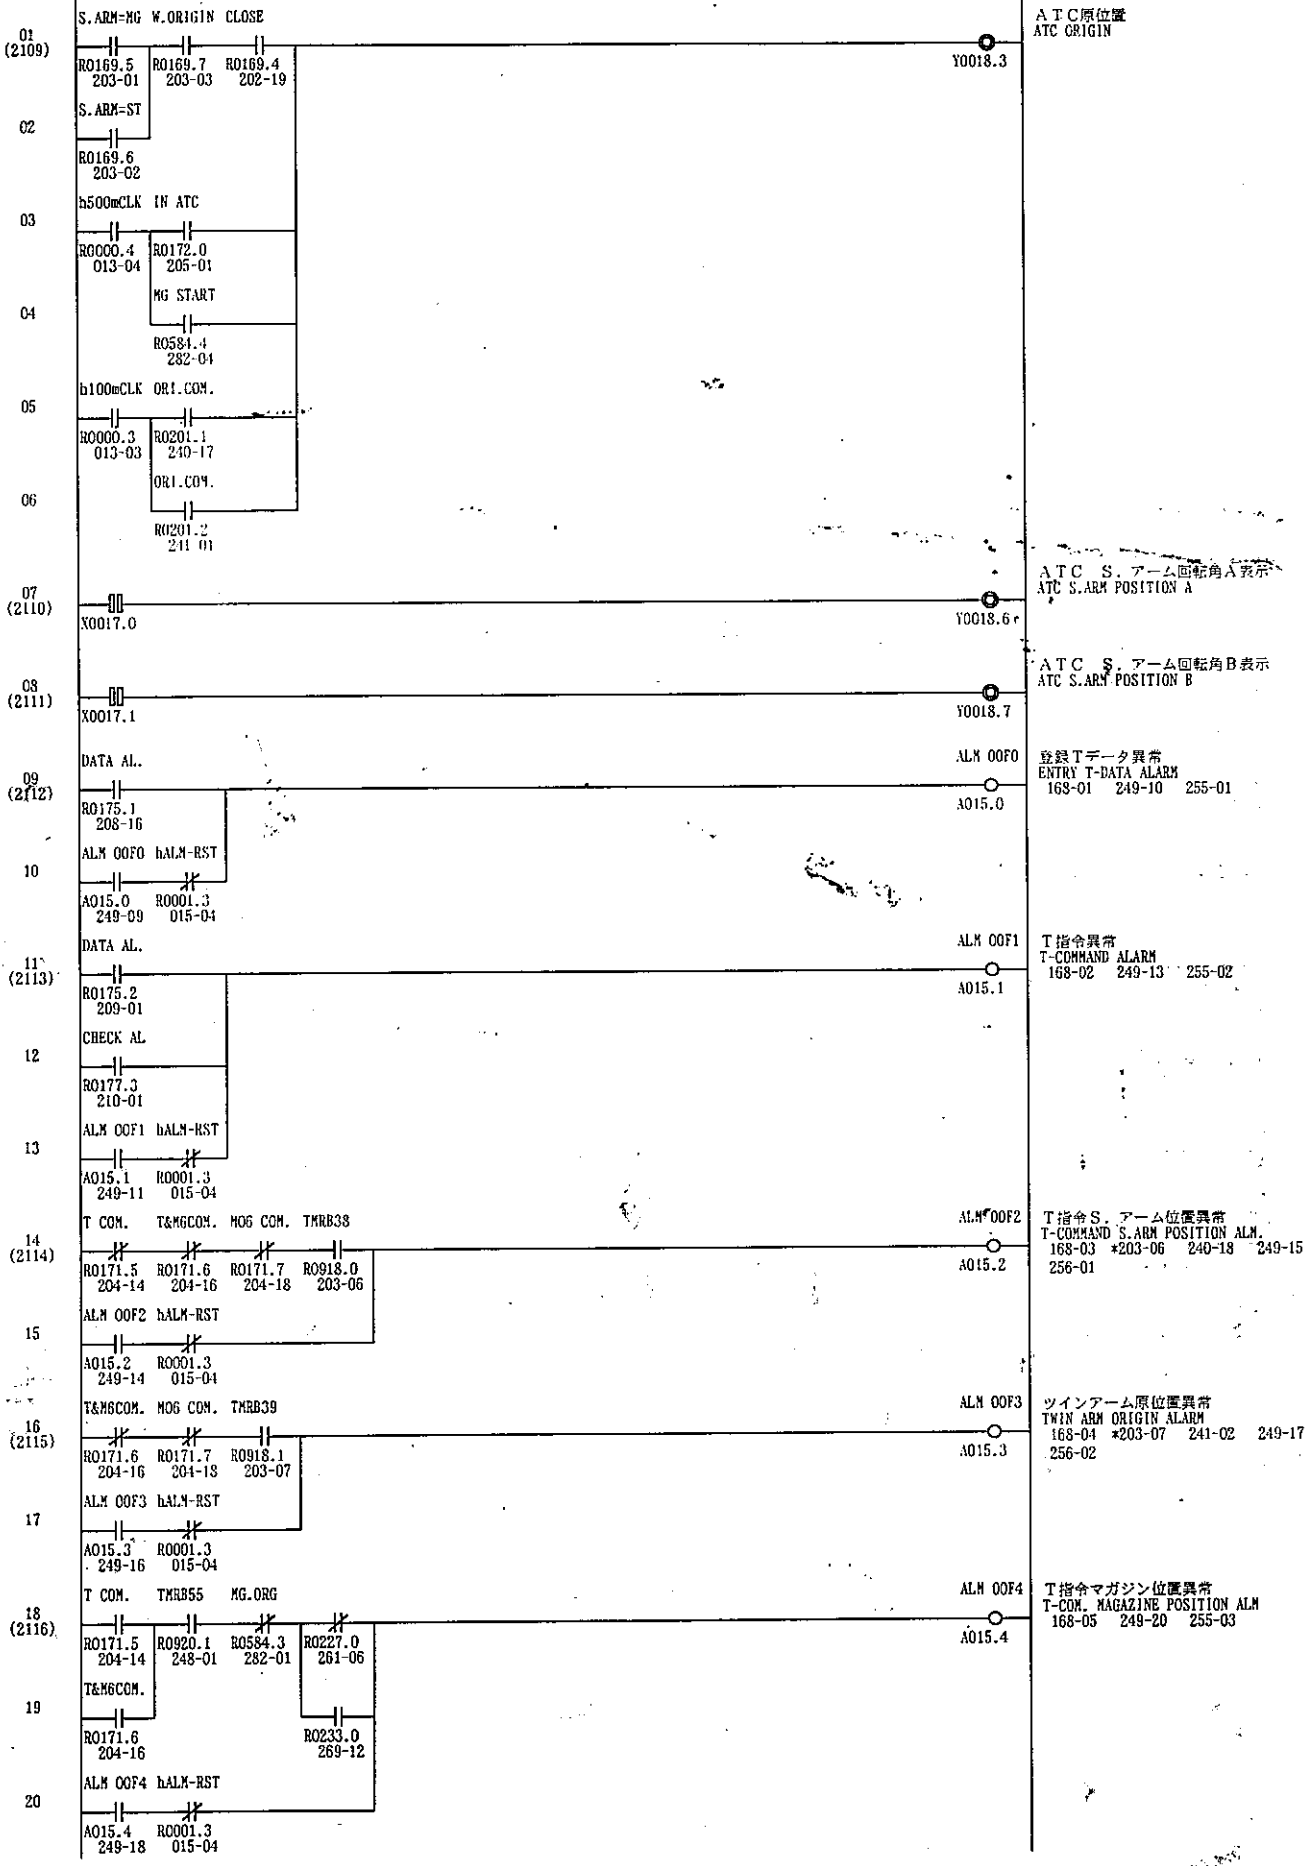 S.ARM=MG W.ORIGIN CLOSE
01
(2109)
R0169.5 R0169.7 R0169.4
203-01 203-03 202-19
Y0018.3
ATC原位置
ATC ORIGIN
S.ARM=ST
02
R0169.6
203-02
h500mCLK IN ATC
03
R0000.4 R0172.0
013-04 205-01
MG START
04
R0584.4
282-04
h100mCLK ORI.COM.
05
R0000.3 R0201.1
013-03 240-17
ORI.COM.
06
R0201.2
241-01
07
(2110)
X0017.0
Y0018.6
ATC S.アーム回転角A表示
ATC S.ARM POSITION A
08
(2111)
X0017.1
Y0018.7
ATC S.アーム回転角B表示
ATC S.ARM POSITION B
DATA AL.
ALM 00F0
09
(2112)
R0175.1
208-16
A015.0
登録Tデータ異常
ENTRY T-DATA ALARM
168-01 249-10 255-01
ALM 00F0 hALM-RST
10
A015.0 R0001.3
249-09 015-04
DATA AL.
ALM 00F1
11
(2113)
R0175.2
209-01
A015.1
T指令異常
T-COMMAND ALARM
168-02 249-13 255-02
CHECK AL
12
R0177.3
210-01
ALM 00F1 hALM-RST
13
A015.1 R0001.3
249-11 015-04
T COM. T&M6COM. M06 COM. TMRB38
ALM 00F2
14
(2114)
R0171.5 R0171.6 R0171.7 R0918.0
204-14 204-16 204-18 203-06
A015.2
T指令S.アーム位置異常
T-COMMAND S.ARM POSITION ALM.
168-03 *203-06 240-18 249-15
256-01
ALM 00F2 hALM-RST
15
A015.2 R0001.3
249-14 015-04
T&M6COM. M06 COM. TMRB39
ALM 00F3
16
(2115)
R0171.6 R0171.7 R0918.1
204-16 204-18 203-07
A015.3
ツインアーム原位置異常
TWIN ARM ORIGIN ALARM
168-04 *203-07 241-02 249-17
256-02
ALM 00F3 hALM-RST
17
A015.3 R0001.3
249-16 015-04
T COM. TMRB55 MG.ORG
ALM 00F4
18
(2116)
R0171.5 R0920.1 R0584.3 R0227.0
204-14 248-01 282-01 261-06
A015.4
T指令マガジン位置異常
T-COM. MAGAZINE POSITION ALM
168-05 249-20 255-03
T&M6COM.
19
R0171.6 R0233.0
204-16 269-12
ALM 00F4 hALM-RST
20
A015.4 R0001.3
249-18 015-04